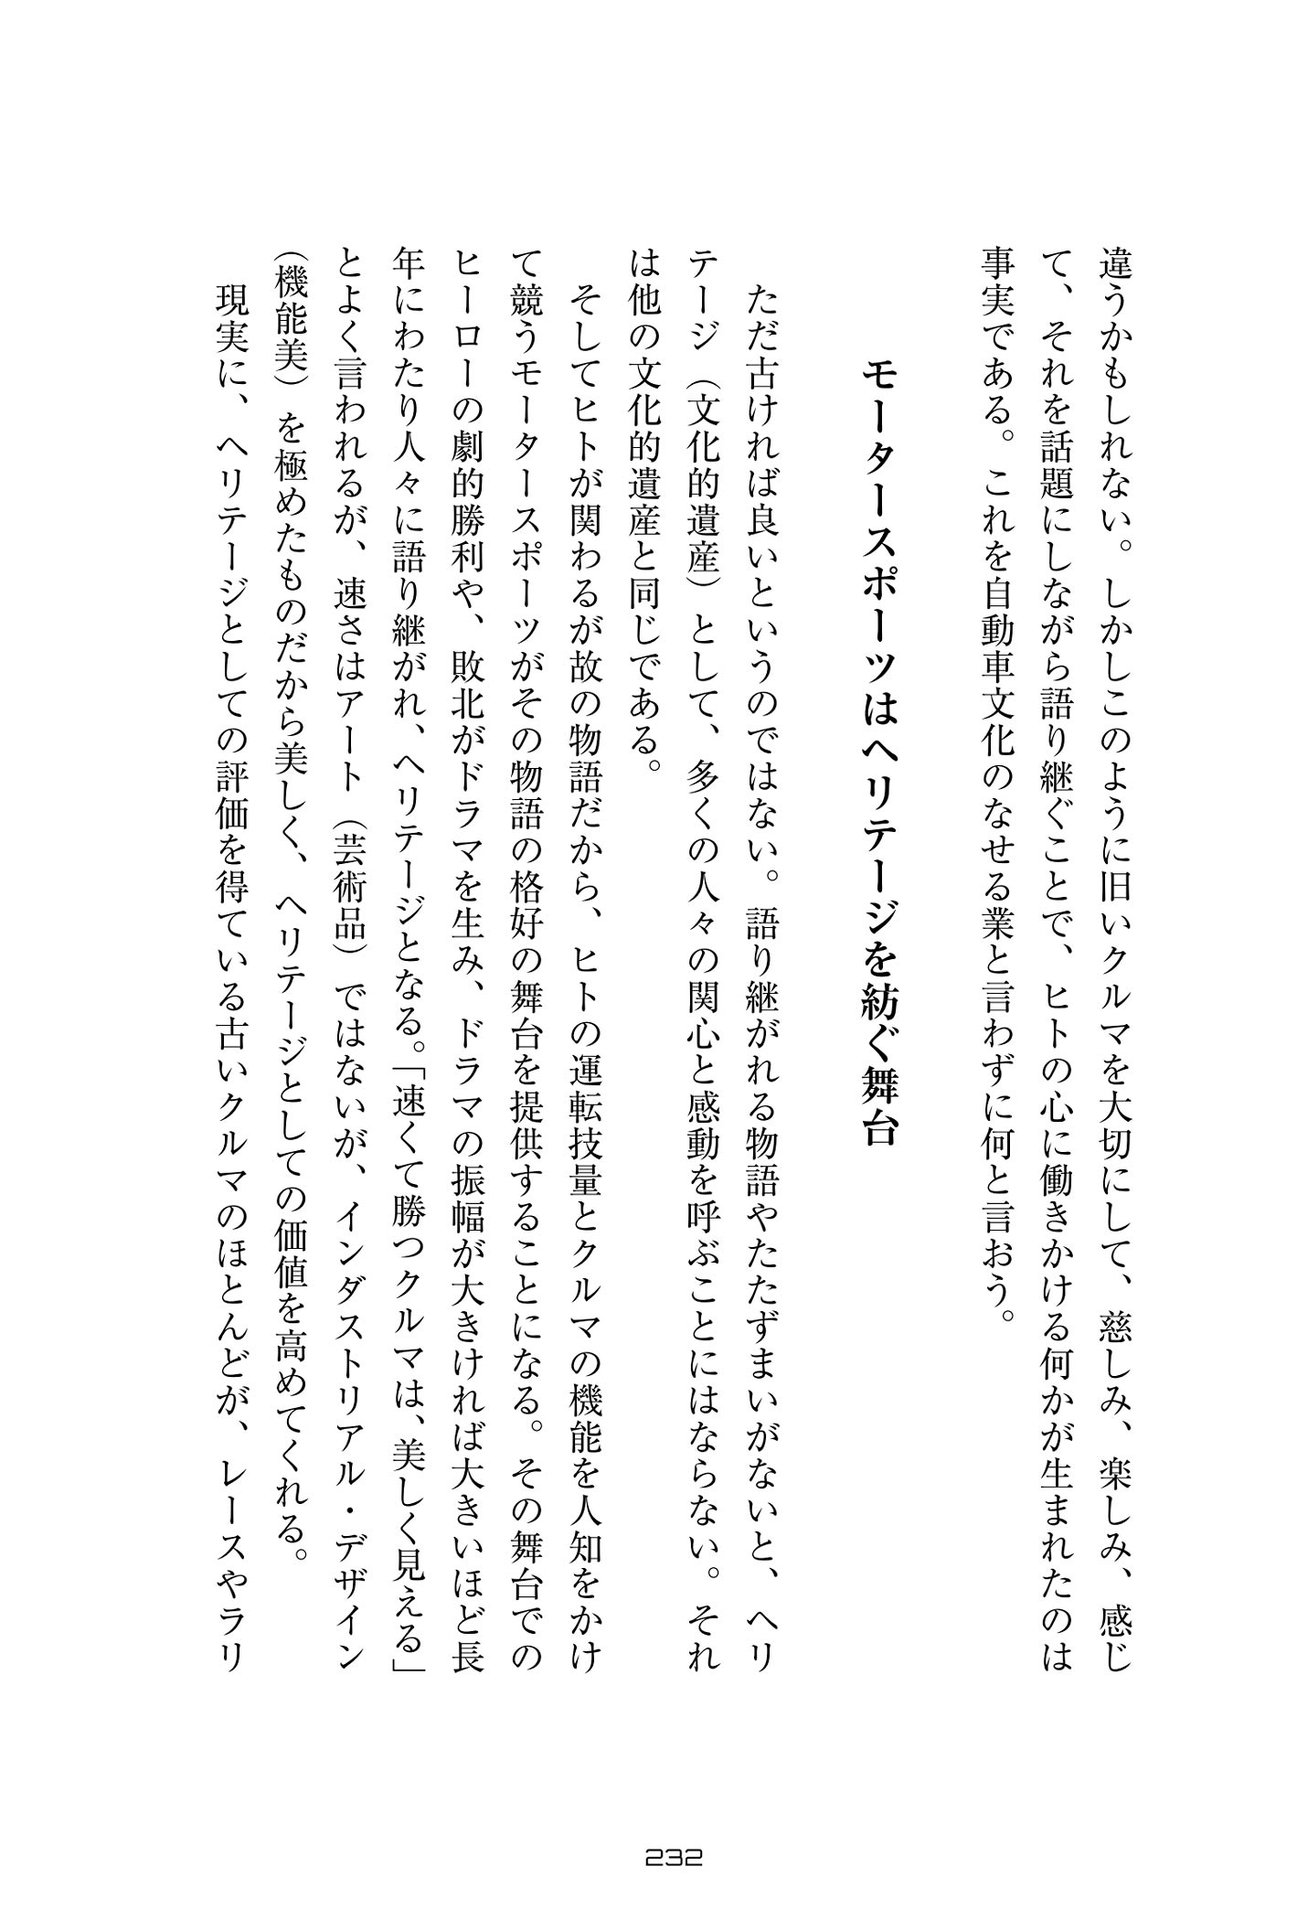 違うかもしれない。しかしこのように旧いクルマを大切にして、慈しみ、楽しみ、感じ
て、それを話題にしながら語り継ぐことで、ヒトの心に働きかける何かが生まれたのは
事実である。これを自動車文化のなせる業と言わずに何と言おう。
モータースポーツはヘリテージを紡ぐ舞台
ただ古ければ良いというのではない。語り継がれる物語やたたずまいがないと、ヘリ
テージ（文化的遺産）として、多くの人々の関心と感動を呼ぶことにはならない。それ
は他の文化的遺産と同じである。
そしてヒトが関わるが故の物語だから、ヒトの運転技量とクルマの機能を人知をかけ
て競うモータースポーツがその物語の格好の舞台を提供することになる。その舞台での
ヒーローの劇的勝利や、敗北がドラマを生み、ドラマの振幅が大きければ大きいほど長
年にわたり人々に語り継がれ、ヘリテージとなる。「速くて勝つクルマは、美しく見える」
とよく言われるが、速さはアート（芸術品）ではないが、インダストリアル・デザイン
（機能美）を極めたものだから美しく、ヘリテージとしての価値を高めてくれる。
現実に、ヘリテージとしての評価を得ている古いクルマのほとんどが、レースやラリ
232